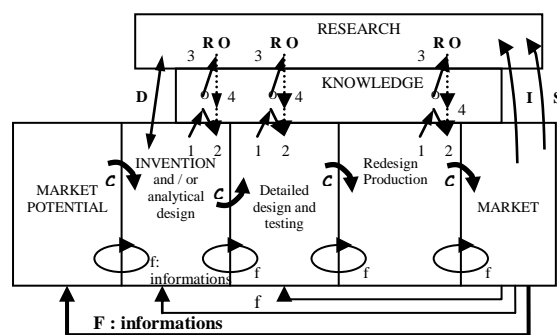 RESEARCH
3 R O 3 R O 3 R O
KNOWLEDGE
D 4 4 4 I S
1 2 1 2 1 2
MARKET
POTENTIAL
C
INVENTION
and / or
analytical
design
C
Detailed
design and
testing
C
Redesign
Production
C
MARKET
f:
informations
f f f
f
F : informations